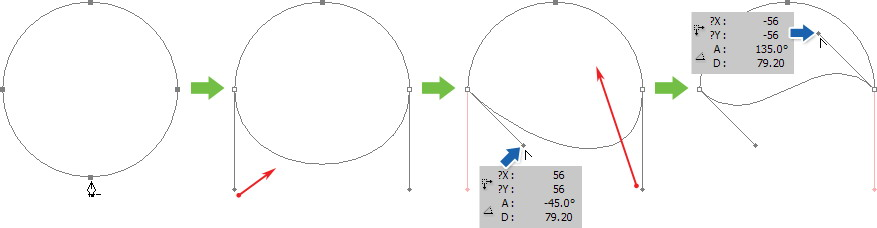 ?X: -56
?Y: -56
A: 135.0°
D: 79.20
?X: 56
?Y: 56
A: -45.0°
D: 79.20